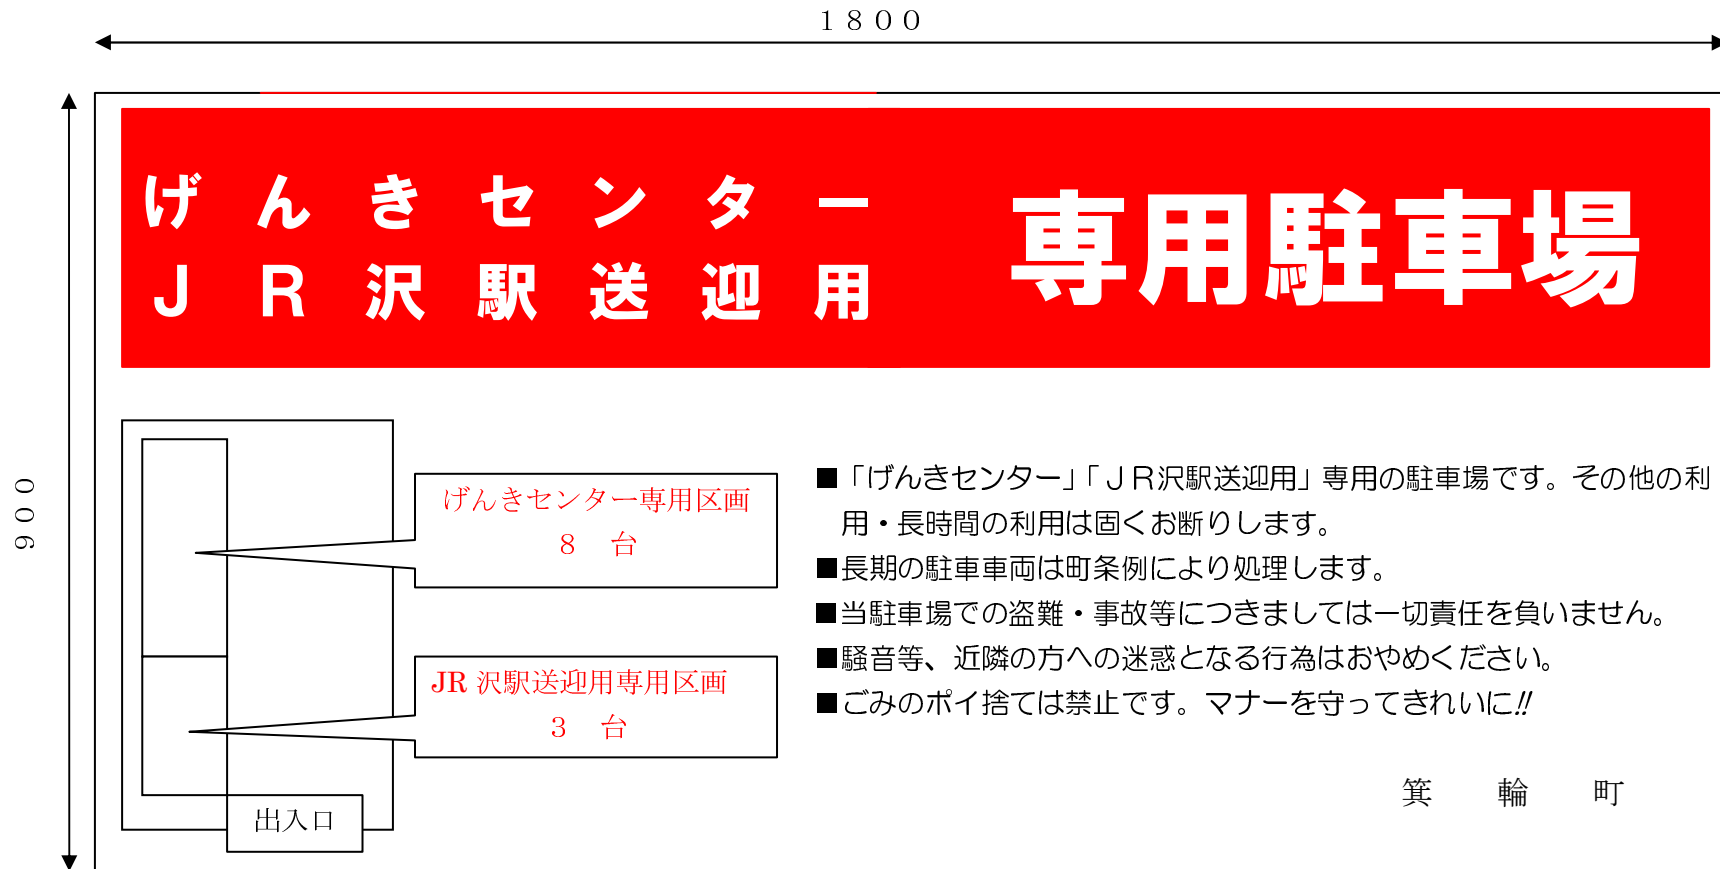 １８００
９００
げんきセンター
ＪＲ沢駅送迎用
専用駐車場
げんきセンター専用区画
８　台
JR 沢駅送迎用専用区画
３　台
出入口
■「げんきセンター」「ＪＲ沢駅送迎用」専用の駐車場です。その他の利
用・長時間の利用は固くお断りします。
■長期の駐車車両は町条例により処理します。
■当駐車場での盗難・事故等につきましては一切責任を負いません。
■騒音等、近隣の方への迷惑となる行為はおやめください。
■ごみのポイ捨ては禁止です。マナーを守ってきれいに!!
箕　輪　町